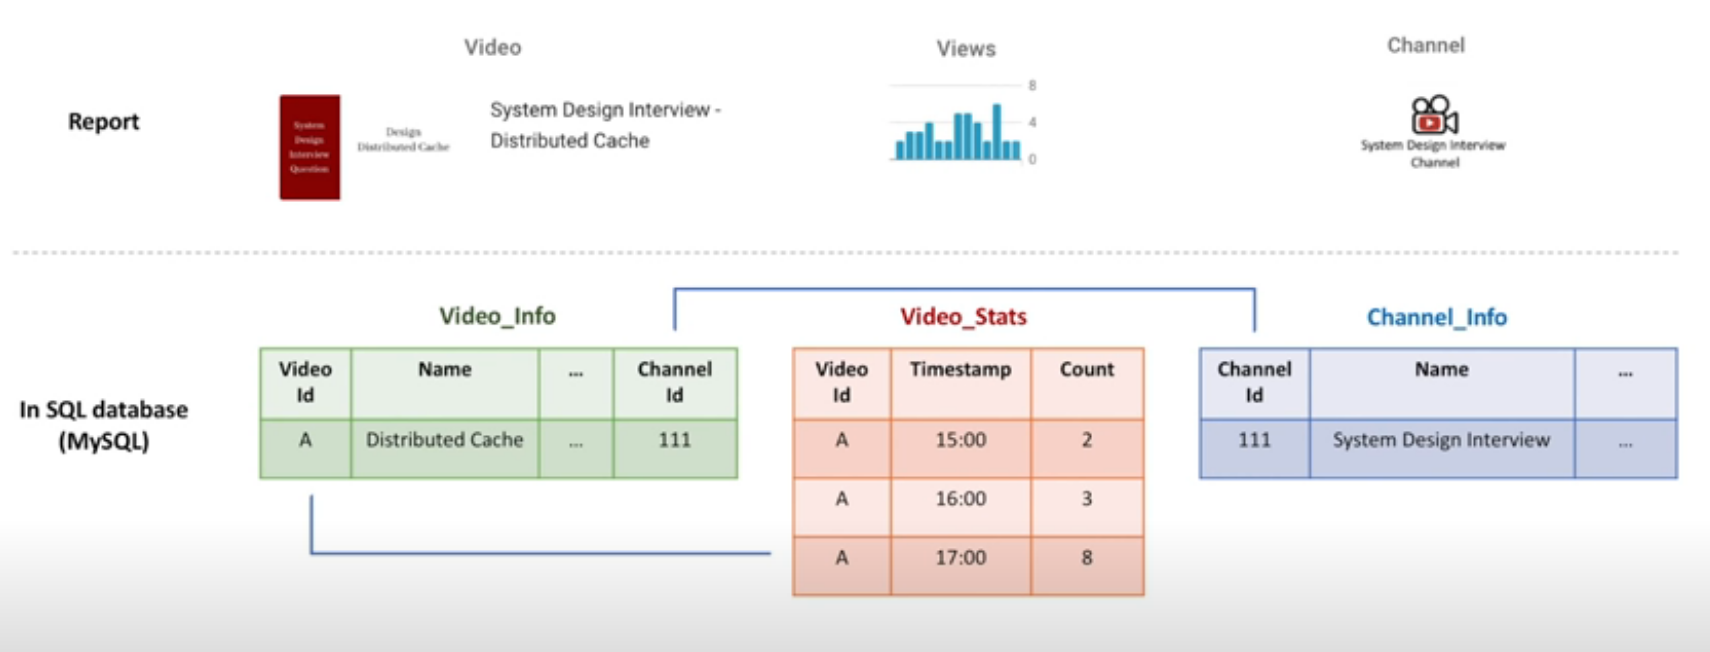 Video
Views
Channel
Report
System
Design
Interview
Question
Design
Distributed Cache
System Design Interview -
Distributed Cache
8
4
0
System Design Interview
Channel
Video_Info
Video_Stats
Channel_Info
In SQL database
(MySQL)
Video
Id
Name
...
Channel
Id
A
Distributed Cache
...
111
Video
Id
Timestamp
Count
A
15:00
2
A
16:00
3
A
17:00
8
Channel
Id
Name
...
111
System Design Interview
...